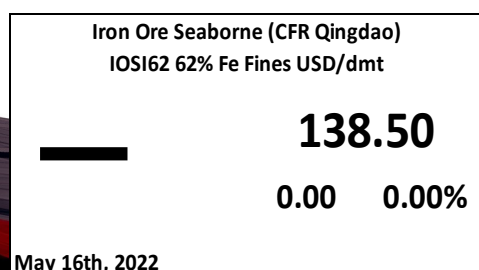 Iron Ore Seaborne (CFR Qingdao)
IOSI62 62% Fe Fines USD/dmt
138.50
0.00 0.00%
May 16th, 2022